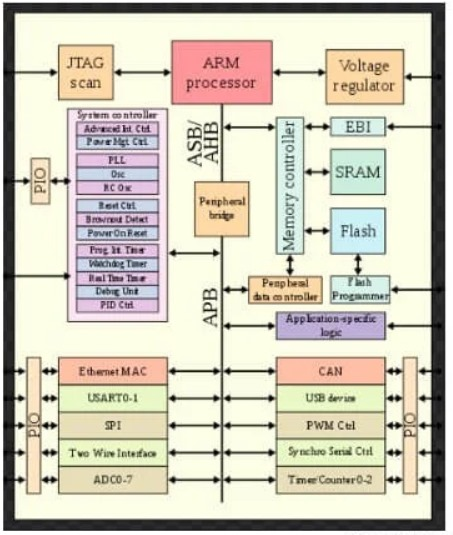 JTAG
scan
ARM
processor
Voltage
regulator
System controller
Advanced Int. Ctrl.
Power Mgt. Ctrl.
PLL
Osc
RC Osc
Reset Ctrl.
Brownout Detect
Power On Reset
Prog. Int. Timer
Watchdog Timer
Real Time Timer
Debug Unit
PID Ctrl.
PIO
ASB/
AHB
Peripheral
bridge
APB
Memory controller
EBI
SRAM
Flash
Peripheral
data controller
Flash
Programmer
Application-specific
logic
PIO
Ethernet MAC
USART0-1
SPI
Two Wire Interface
ADC0-7
CAN
USB device
PWM Ctrl
Synchro Serial Ctrl
Timer/Counter 0-2
PIO